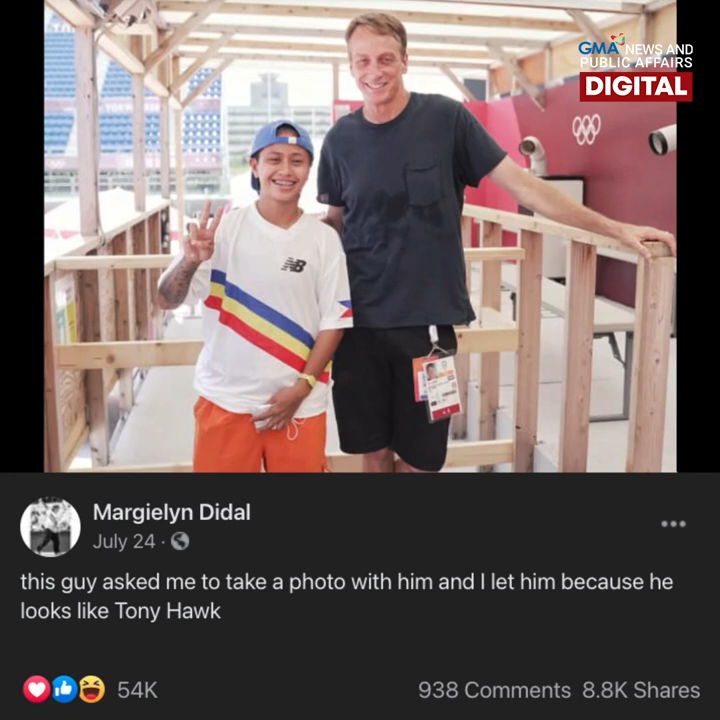 GMA NEWS AND
PUBLIC AFFAIRS
DIGITAL
NB
Margielyn Didal
July 24 ·
this guy asked me to take a photo with him and I let him because he
looks like Tony Hawk
54K
938 Comments 8.8K Shares